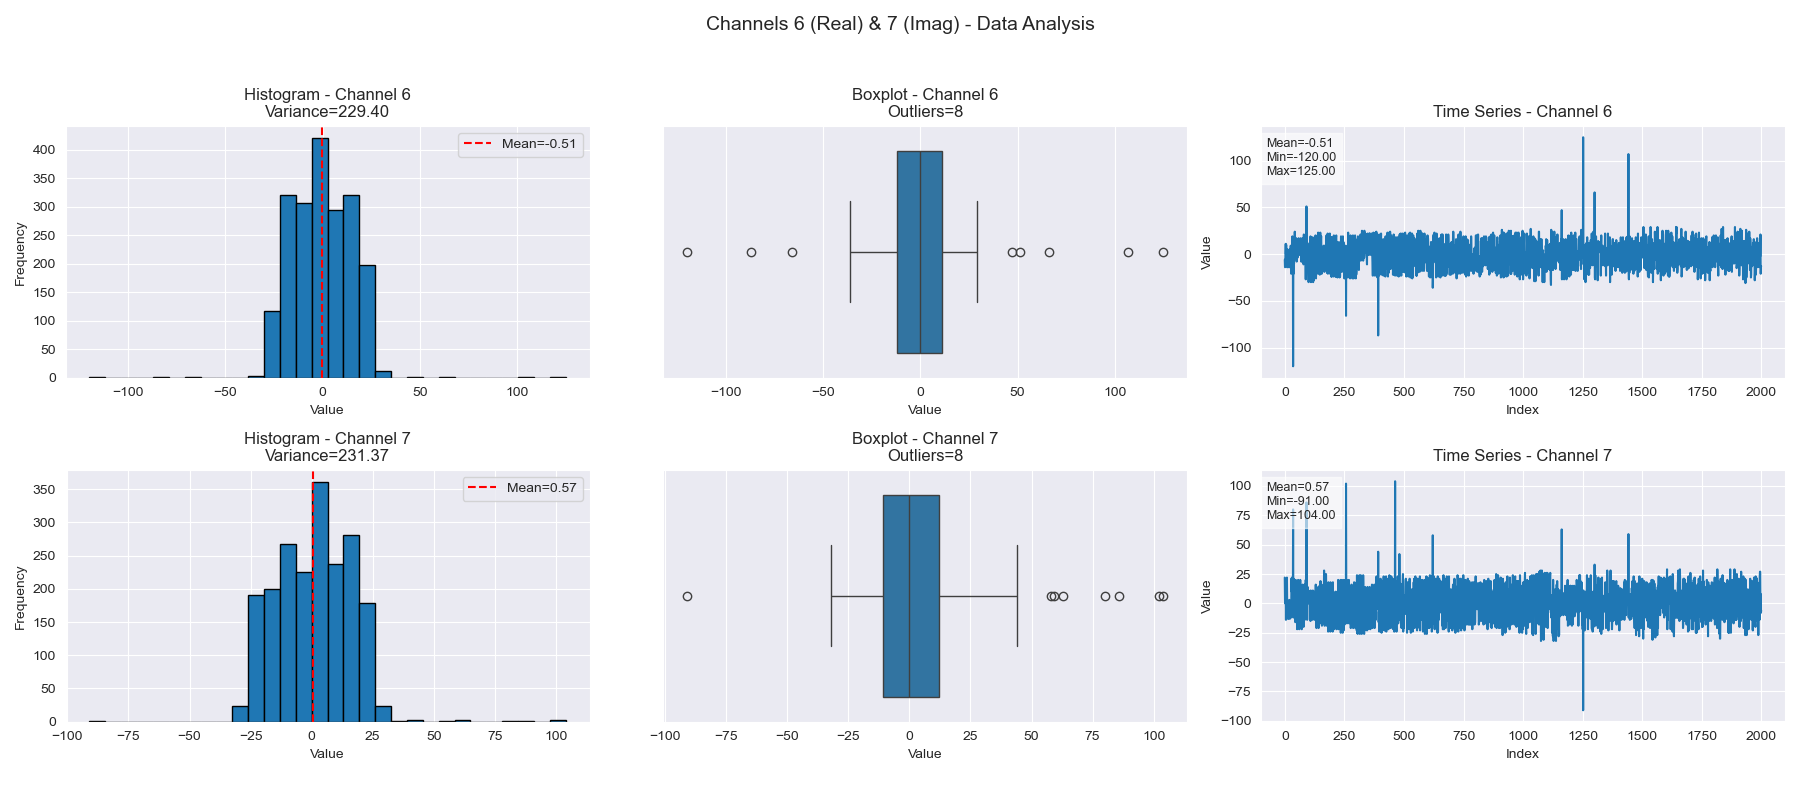 Channels 6 (Real) & 7 (Imag) - Data Analysis
Histogram - Channel 6
Variance=229.40
Mean=-0.51
Frequency
400
350
300
250
200
150
100
50
0
−100
−50
0
50
100
Value
Boxplot - Channel 6
Outliers=8
−100
−50
0
50
100
Value
Time Series - Channel 6
Mean=-0.51
Min=-120.00
Max=125.00
Value
100
50
0
−50
−100
0
250
500
750
1000
1250
1500
1750
2000
Index
Histogram - Channel 7
Variance=231.37
Mean=0.57
Frequency
350
300
250
200
150
100
50
0
−100
−75
−50
−25
0
25
50
75
100
Value
Boxplot - Channel 7
Outliers=8
−100
−75
−50
−25
0
25
50
75
100
Value
Time Series - Channel 7
Mean=0.57
Min=-91.00
Max=104.00
Value
100
75
50
25
0
−25
−50
−75
−100
0
250
500
750
1000
1250
1500
1750
2000
Index